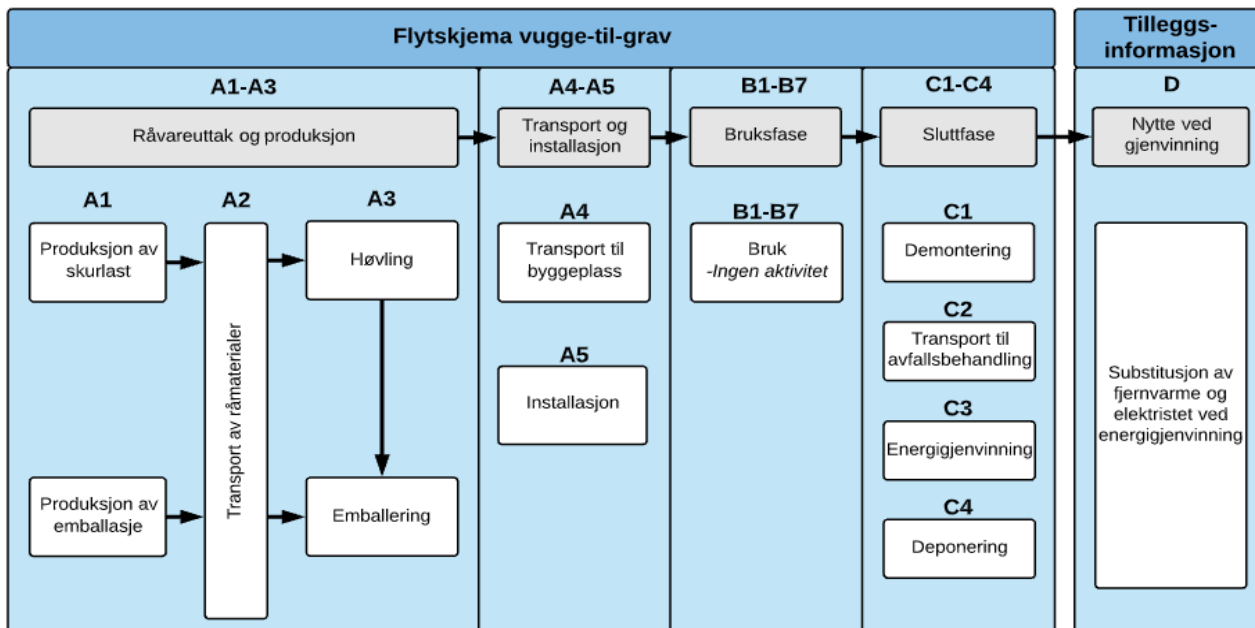 Flytskjema vugge-til-grav
Tilleggs-
informasjon
A1-A3
A4-A5
B1-B7
C1-C4
D
Råvareuttak og produksjon
Transport og
installasjon
Bruksfase
Sluttfase
Nytte ved
gjenvinning
A1
Produksjon av
skurlast
Produksjon av
emballasje
A2
Transport av råmaterialer
A3
Høvling
Emballering
A4
Transport til
byggeplass
A5
Installasjon
B1-B7
Bruk
-Ingen aktivitet
C1
Demontering
C2
Transport til
avfallsbehandling
C3
Energigjenvinning
C4
Deponering
Substitusjon av
fjernvarme og
elektristet ved
energigjenvinning